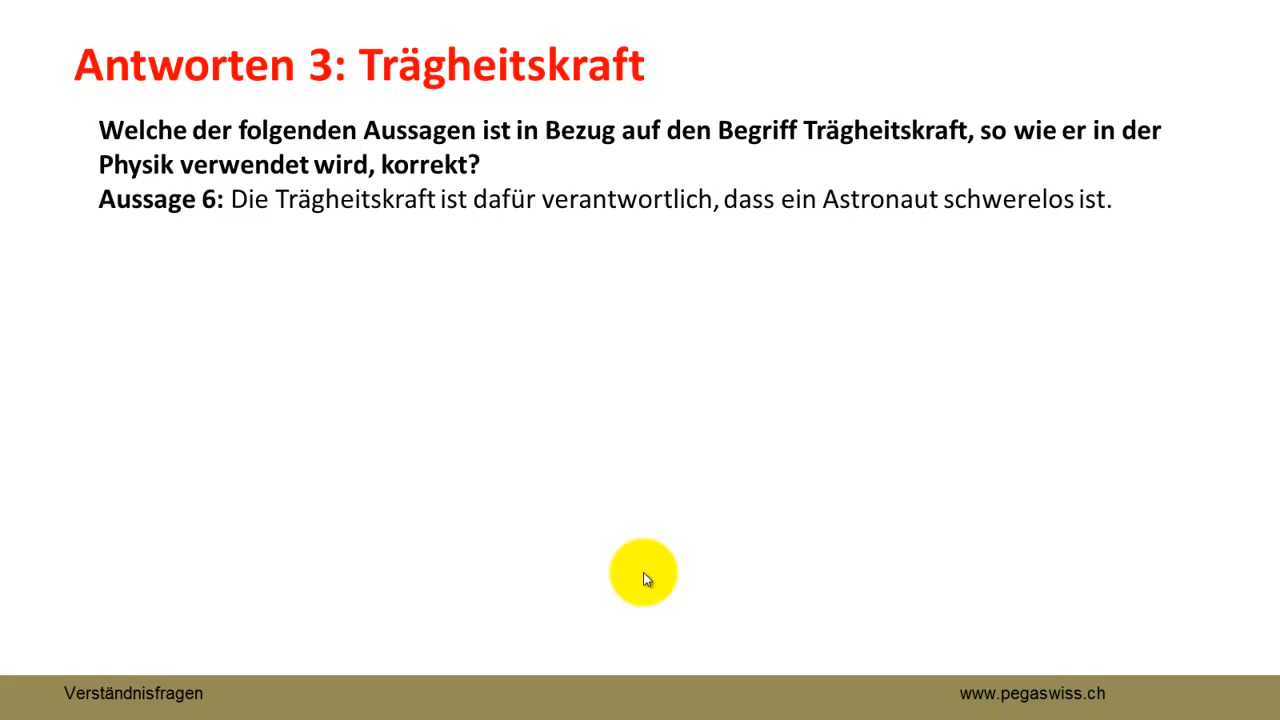 Antworten 3: Trägheitskraft
Welche der folgenden Aussagen ist in Bezug auf den Begriff Trägheitskraft, so wie er in der
Physik verwendet wird, korrekt?
Aussage 6: Die Trägheitskraft ist dafür verantwortlich, dass ein Astronaut schwerelos ist.
Verständnisfragen
www.pegaswiss.ch